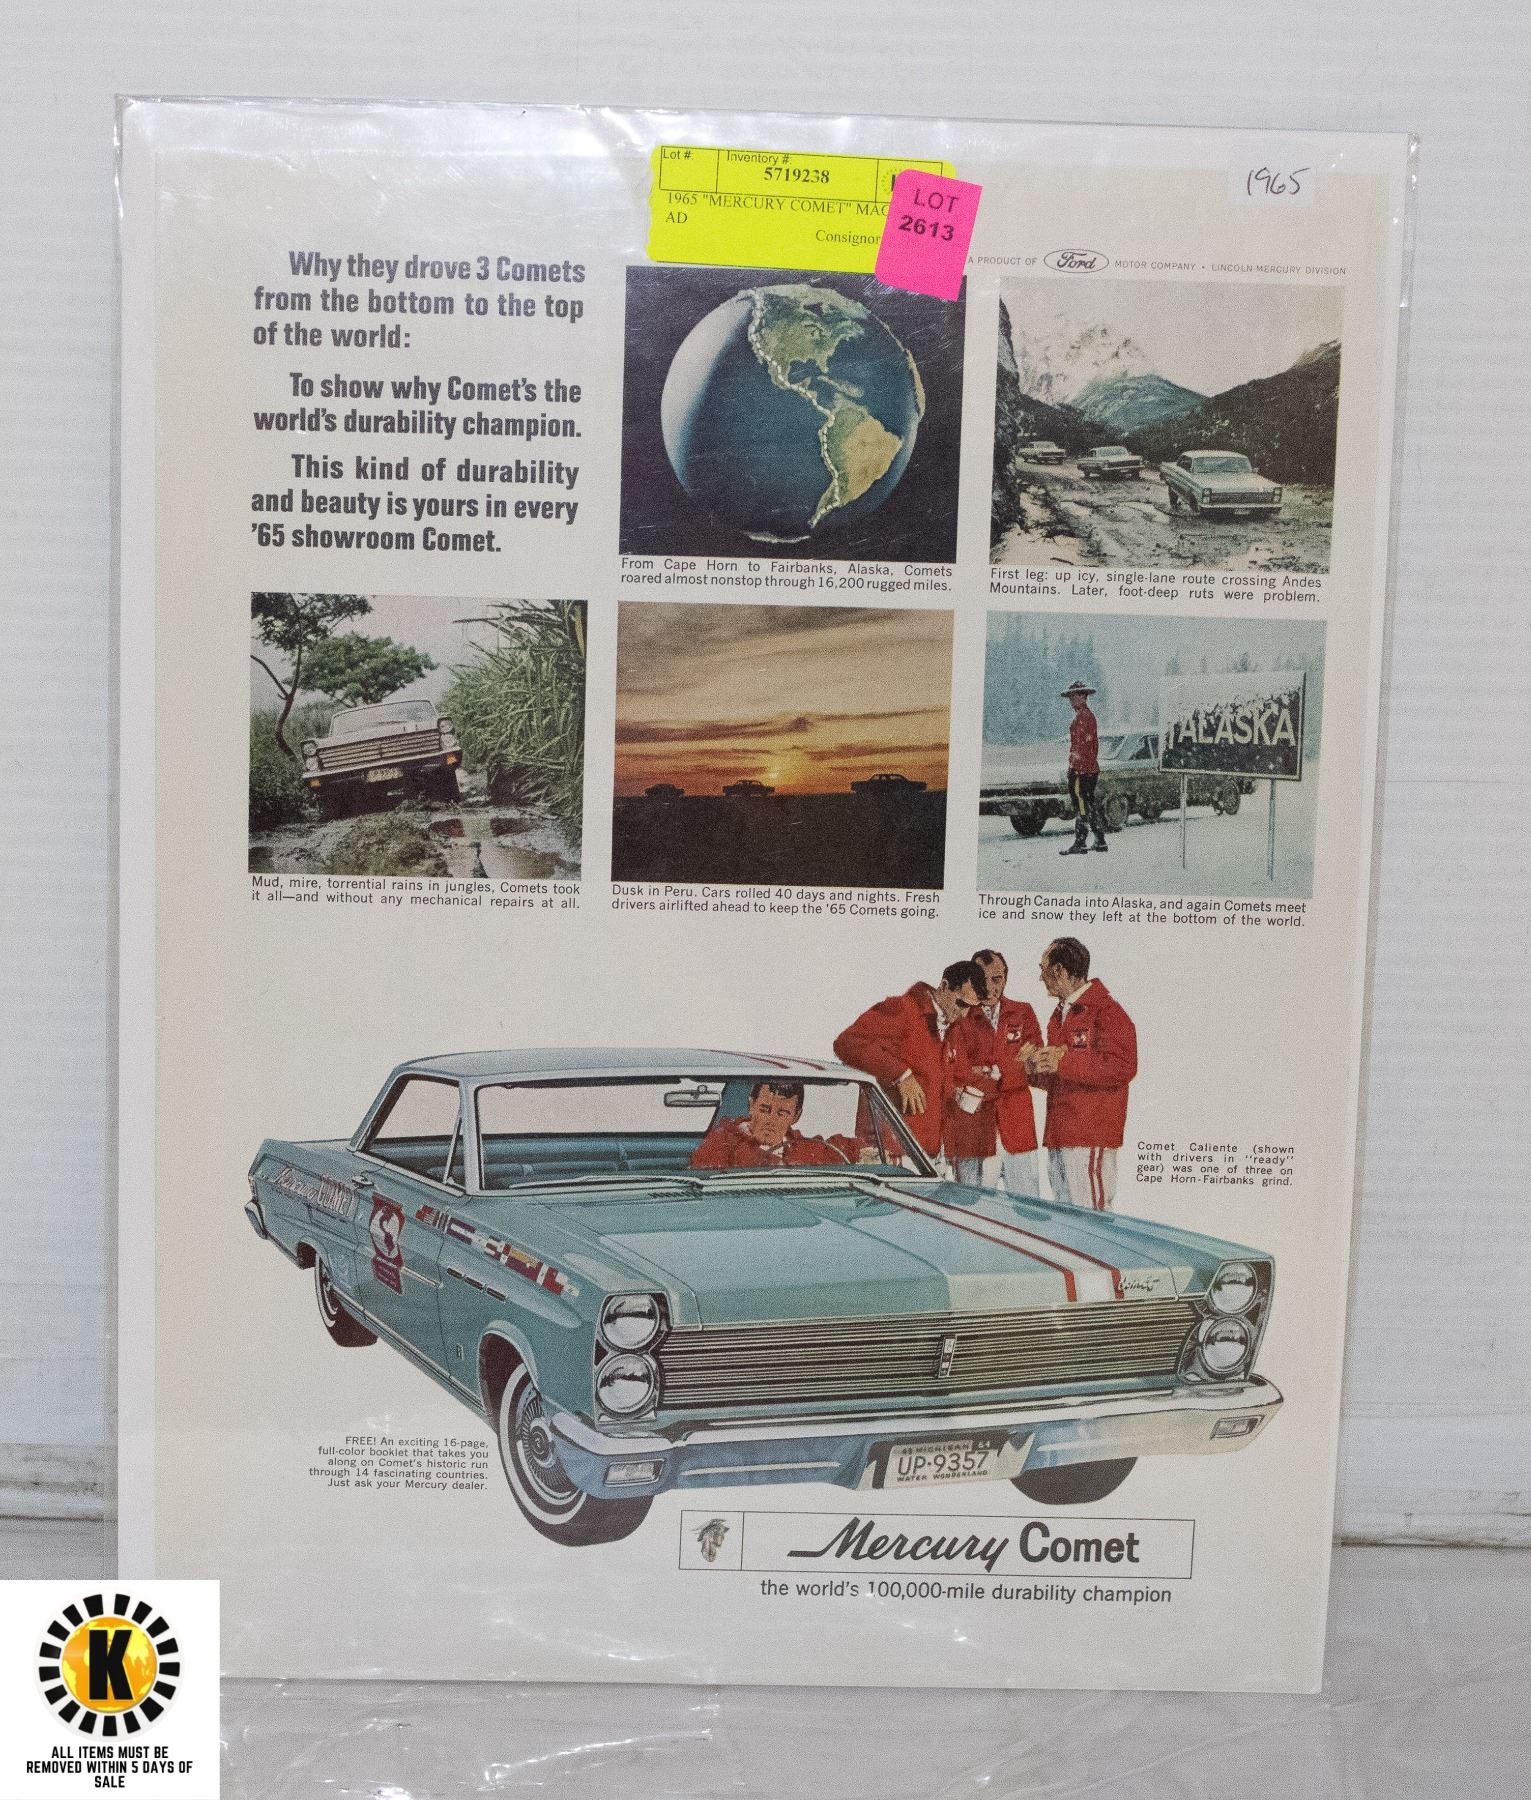 Lot #:
Inventory #:
5719238
1965 "MERCURY COMET"
AD
Consignor
LOT
2613
1965
A PRODUCT OF Ford MOTOR COMPANY • LINCOLN-MERCURY DIVISION
Why they drove 3 Comets
from the bottom to the top
of the world:
To show why Comet's the
world's durability champion.
This kind of durability
and beauty is yours in every
'65 showroom Comet.
From Cape Horn to Fairbanks, Alaska, Comets
roared almost nonstop through 16,200 rugged miles.
First leg: up icy, single-lane route crossing Andes
Mountains. Later, foot-deep ruts were problem.
ALASKA
Mud, mire, torrential rains in jungles, Comets took
it all—and without any mechanical repairs at all.
Dusk in Peru. Cars rolled 40 days and nights. Fresh
drivers airlifted ahead to keep the '65 Comets going.
Through Canada into Alaska, and again Comets meet
ice and snow they left at the bottom of the world.
Comet Caliente (shown
with drivers in "ready"
gear) was one of three on
Cape Horn-Fairbanks grind.
Mercury COMET
Comet
FREE! An exciting 16-page,
full-color booklet that takes you
along on Comet's historic run
through 14 fascinating countries.
Just ask your Mercury dealer.
MICHIGAN 64
UP•9357
WATER WONDERLAND
Mercury Comet
the world's 100,000-mile durability champion
K
ALL ITEMS MUST BE
REMOVED WITHIN 5 DAYS OF
SALE